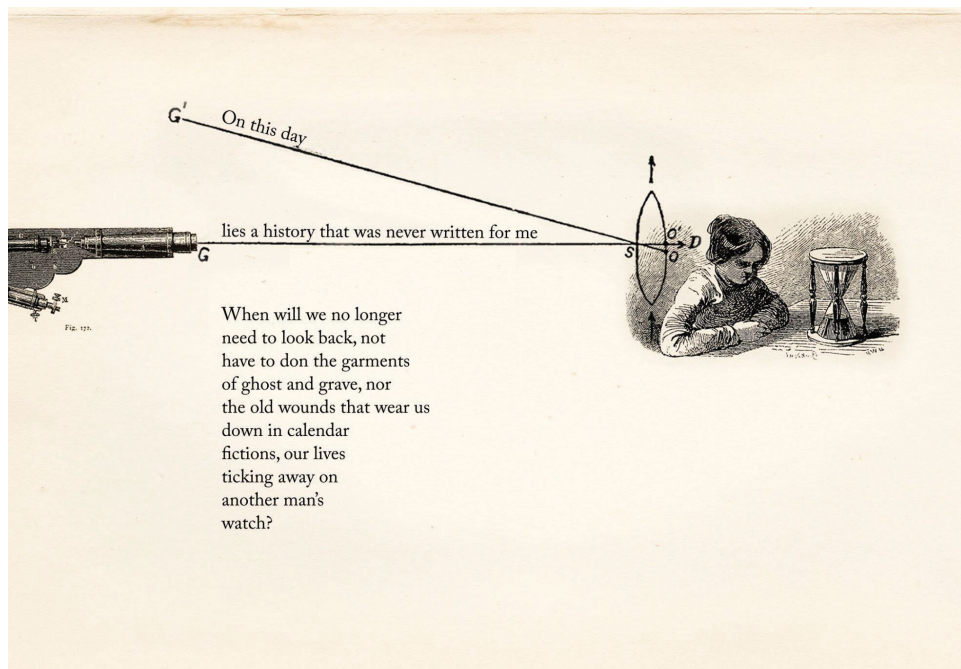 G'
On this day
lies a history that was never written for me
G
S
O'
D
O
M
Fig. 172.
When will we no longer
need to look back, not
have to don the garments
of ghost and grave, nor
the old wounds that wear us
down in calendar
fictions, our lives
ticking away on
another man’s
watch?